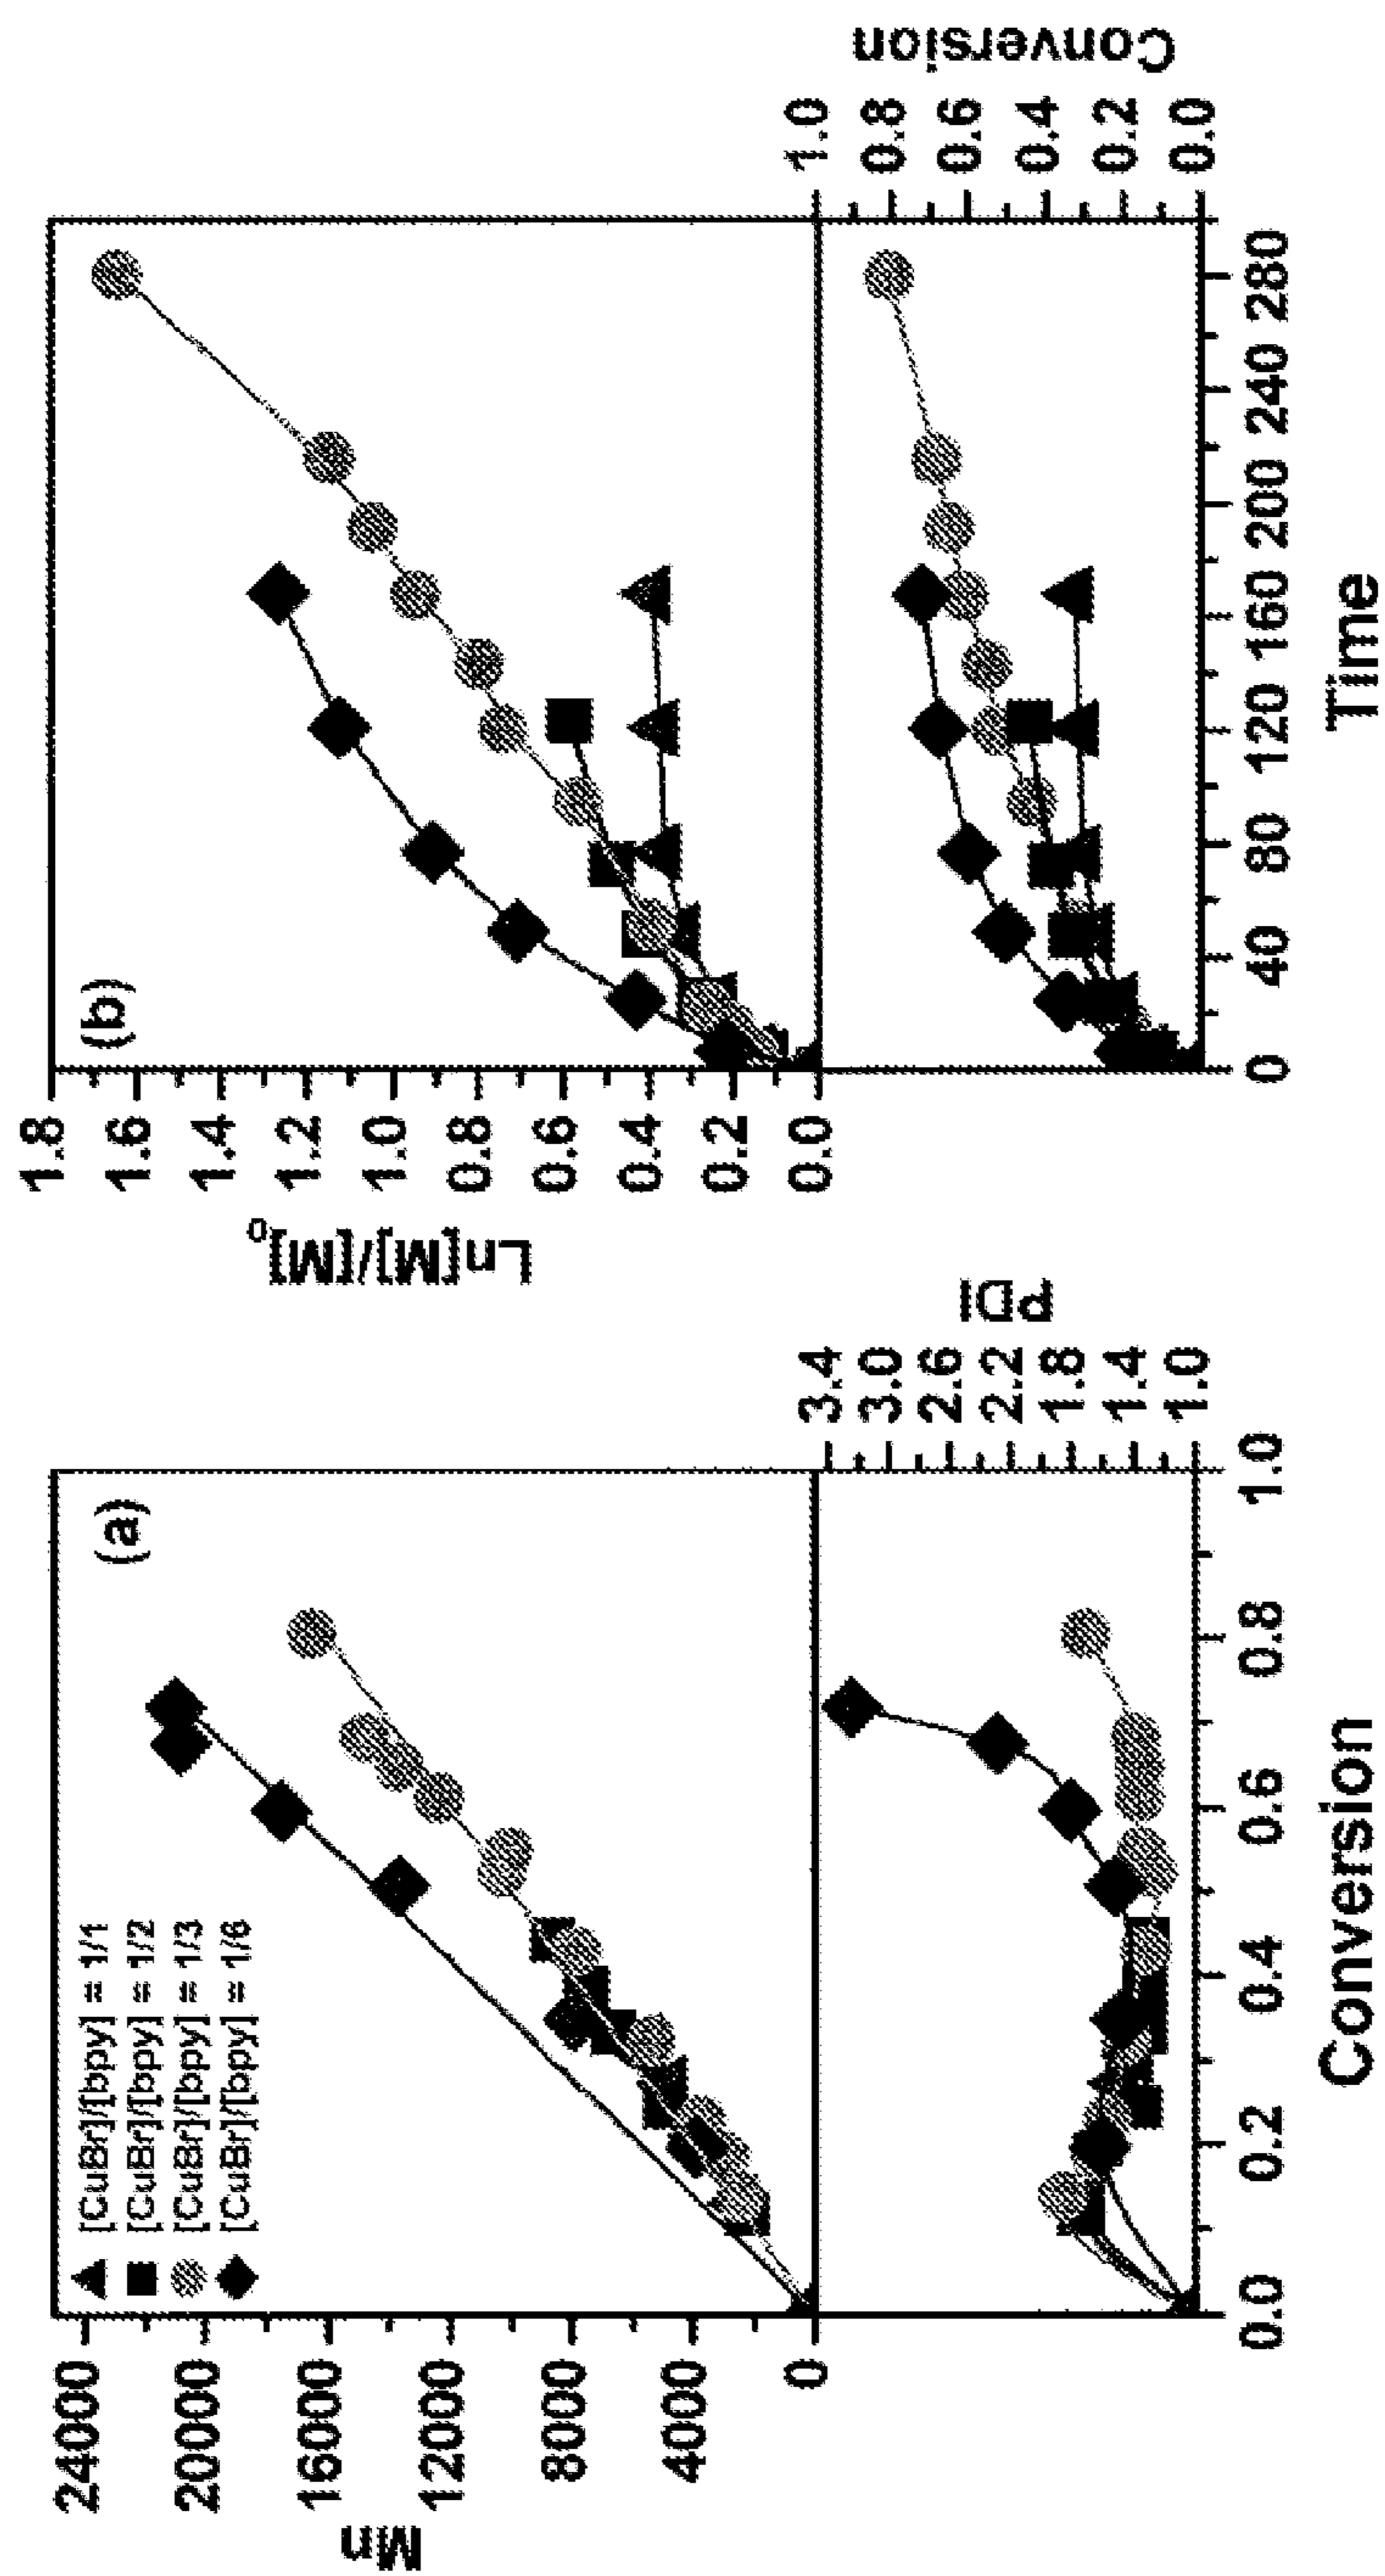 (a)
[CuBr]/[bpy] = 1/1
[CuBr]/[bpy] = 1/2
[CuBr]/[bpy] = 1/3
[CuBr]/[bpy] = 1/6
Mn
24000
20000
16000
12000
8000
4000
0
PDI
3.4
3.0
2.6
2.2
1.8
1.4
1.0
0.0 0.2 0.4 0.6 0.8 1.0
Conversion
(b)
Ln[M]/[M]₀
1.8
1.6
1.4
1.2
1.0
0.8
0.6
0.4
0.2
0.0
Conversion
1.0
0.8
0.6
0.4
0.2
0.0
0 40 80 120 160 200 240 280
Time